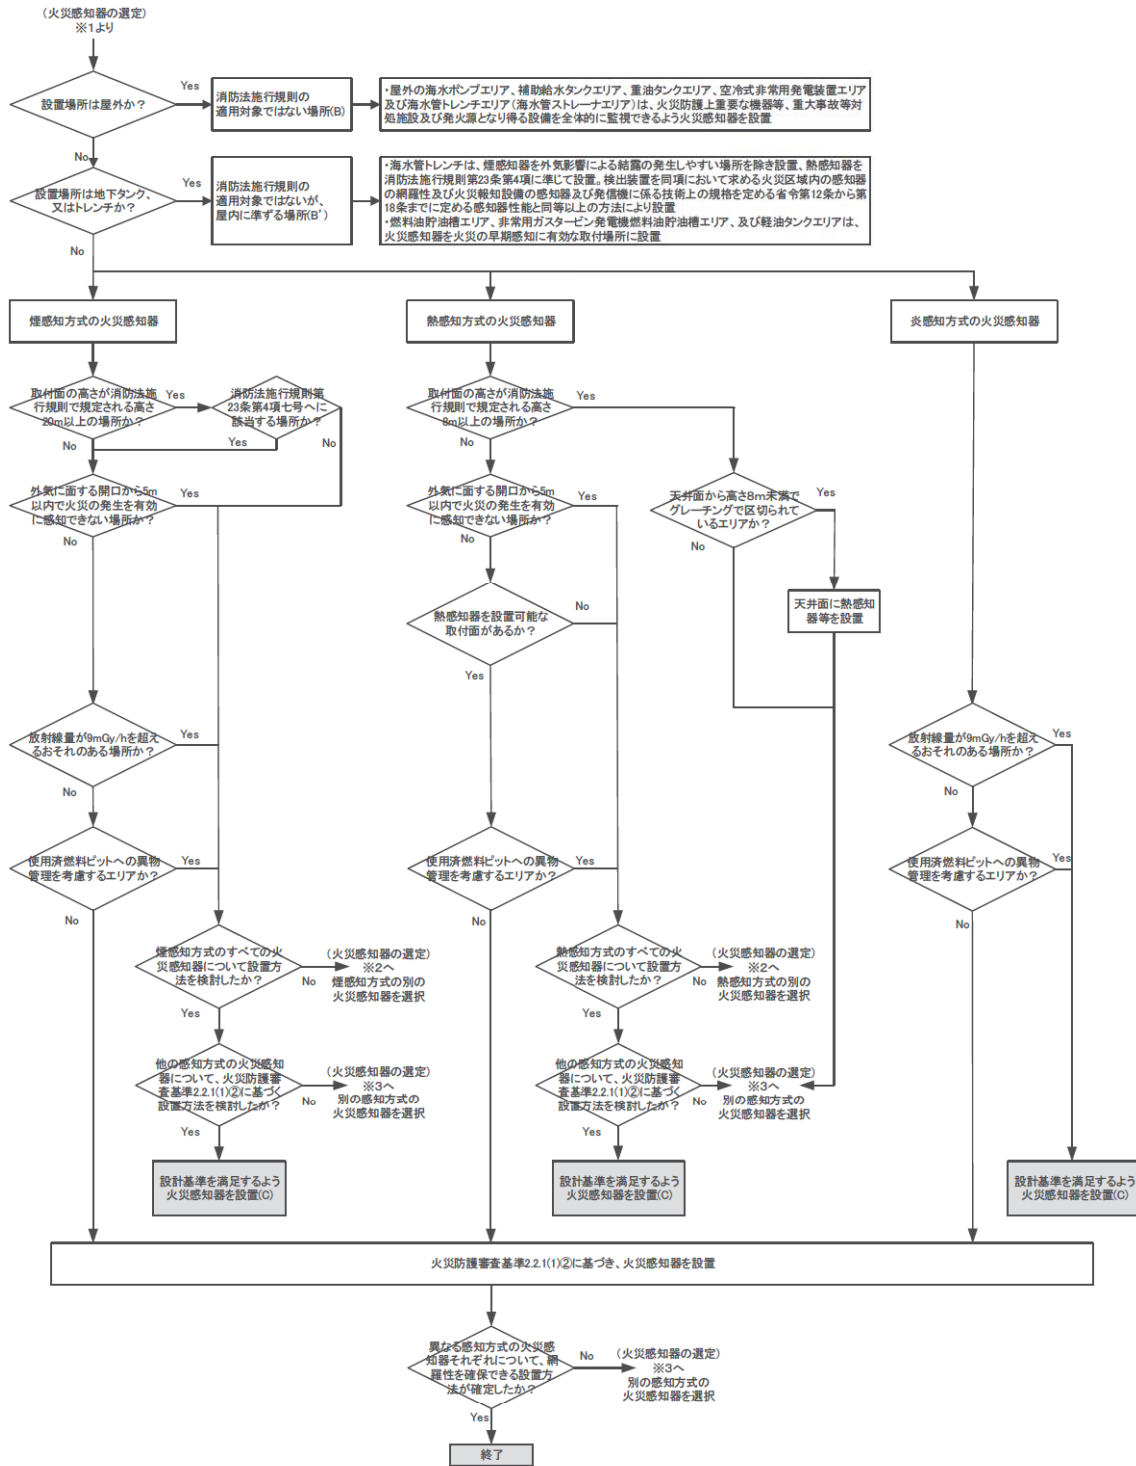 (火災感知器の選定)
※1より
設置場所は屋外か?
Yes
消防法施行規則の
適用対象ではない場所(B)
・屋外の海水ポンプエリア、補助給水タンクエリア、重油タンクエリア、空冷式非常用発電装置エリア
及び海水管トレンチエリア(海水管ストレーナエリア)は、火災防護上重要な機器等、重大事故等対
処施設及び発火源となり得る設備を全体的に監視できるよう火災感知器を設置
No
設置場所は地下タンク、
又はトレンチか?
Yes
消防法施行規則の
適用対象ではないが、
屋内に準ずる場所(B')
・海水管トレンチは、煙感知器を外気影響による結露の発生しやすい場所を除き設置、熱感知器を
消防法施行規則第23条第4項に準じて設置。検出装置を同項において求める火災区域内の感知器
の網羅性及び火災報知設備の感知器及び発信機に係る技術上の規格を定める省令第12条から第
18条までに定める感知器性能と同等以上の方法により設置
・燃料油貯油槽エリア、非常用ガスタービン発電機燃料油貯油槽エリア、及び軽油タンクエリアは、
火災感知器を火災の早期感知に有効な取付場所に設置
No
煙感知方式の火災感知器
熱感知方式の火災感知器
炎感知方式の火災感知器
取付面の高さが消防法施
行規則で規定される高さ
20m以上の場所か?
Yes
消防法施行規則第
23条第4項七号へに
該当する場所か?
No
Yes
No
取付面の高さが消防法施
行規則で規定される高さ
8m以上の場所か?
Yes
No
外気に面する開口から5m
以内で火災の発生を有効
に感知できない場所か?
Yes
No
外気に面する開口から5m
以内で火災の発生を有効
に感知できない場所か?
Yes
No
天井面から高さ8m未満で
グレーチングで区切られて
いるエリアか?
Yes
No
天井面に熱感知
器等を設置
熱感知器を設置可能な
取付面があるか?
No
Yes
放射線量が9mGy/hを超え
るおそれのある場所か?
Yes
No
放射線量が9mGy/hを超え
るおそれのある場所か?
Yes
No
使用済燃料ピットへの異物
管理を考慮するエリアか?
Yes
No
使用済燃料ピットへの異物
管理を考慮するエリアか?
Yes
No
使用済燃料ピットへの異物
管理を考慮するエリアか?
Yes
No
煙感知方式のすべての火
災感知器について設置方
法を検討したか?
No
(火災感知器の選定)
※2へ
煙感知方式の別の
火災感知器を選択
Yes
熱感知方式のすべての火
災感知器について設置方
法を検討したか?
No
(火災感知器の選定)
※2へ
熱感知方式の別の
火災感知器を選択
Yes
他の感知方式の火災感知
器について、火災防護審
査基準2.2.1(1)②に基づく
設置方法を検討したか?
No
(火災感知器の選定)
※3へ
別の感知方式の
火災感知器を選択
Yes
他の感知方式の火災感知
器について、火災防護審
査基準2.2.1(1)②に基づく
設置方法を検討したか?
No
(火災感知器の選定)
※3へ
別の感知方式の
火災感知器を選択
Yes
設計基準を満足するよう
火災感知器を設置(C)
設計基準を満足するよう
火災感知器を設置(C)
設計基準を満足するよう
火災感知器を設置(C)
火災防護審査基準2.2.1(1)②に基づき、火災感知器を設置
異なる感知方式の火災感
知器それぞれについて、網
羅性を確保できる設置方
法が確定したか?
No
(火災感知器の選定)
※3へ
別の感知方式の
火災感知器を選択
Yes
終了